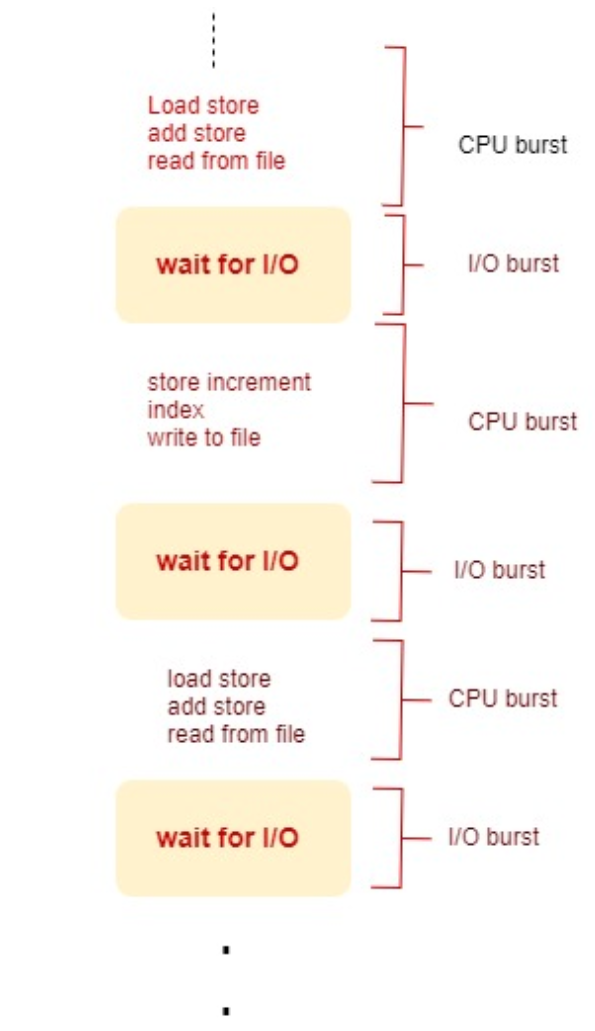 Load store
add store
read from file
CPU burst
wait for I/O
I/O burst
store increment
index
write to file
CPU burst
wait for I/O
I/O burst
load store
add store
read from file
CPU burst
wait for I/O
I/O burst